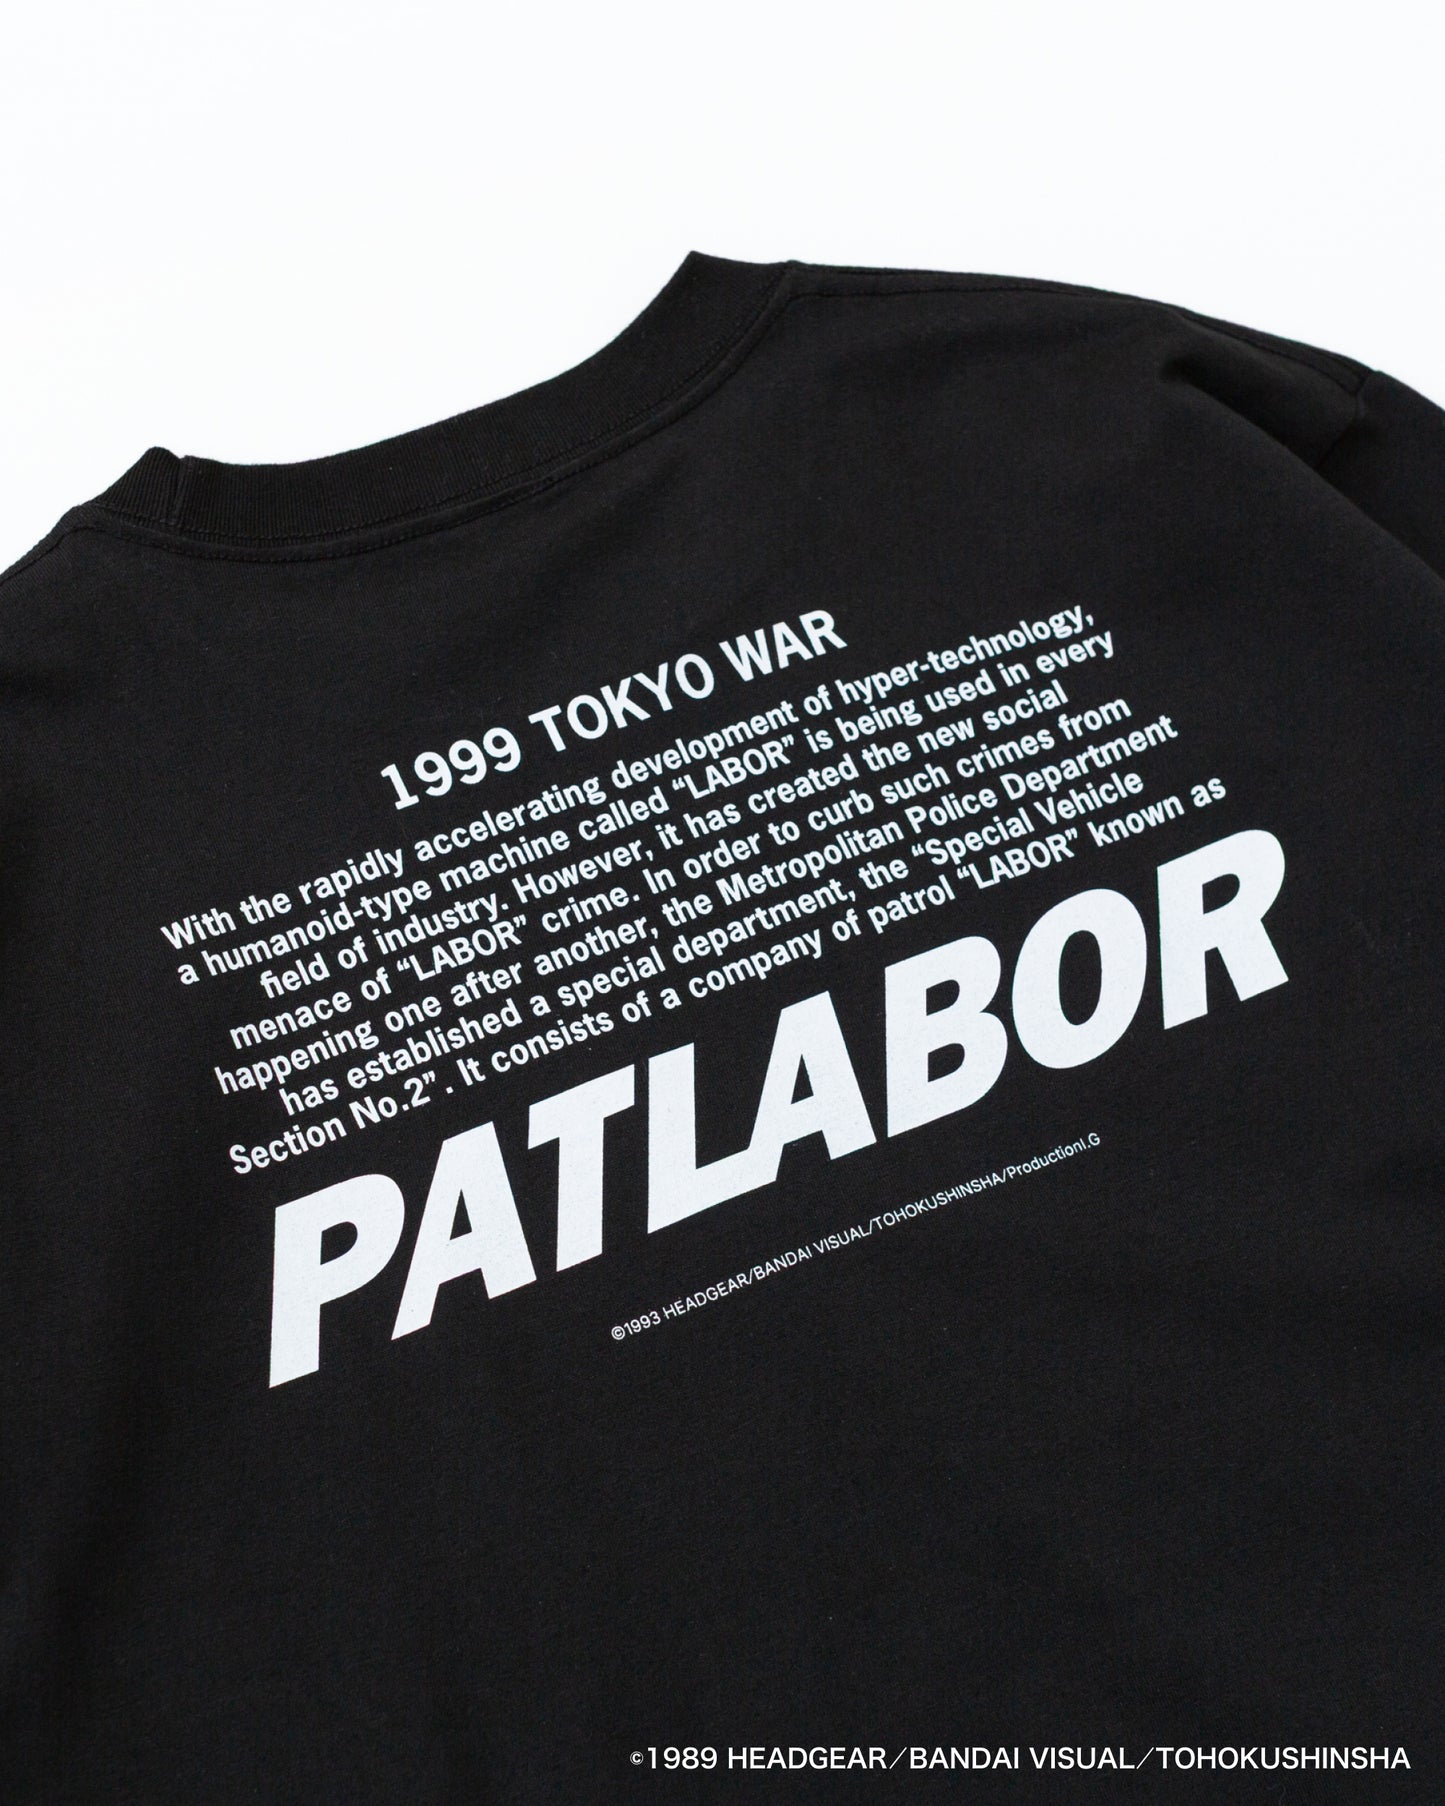 1999 TOKYO WAR
With the rapidly accelerating development of hyper-technology,
a humanoid-type machine called “LABOR” is being used in every
field of industry. However, it has created the new social
menace of “LABOR” crime. In order to curb such crimes from
happening one after another, the Metropolitan Police Department
has established a special department, the “Special Vehicle
Section No.2” . It consists of a company of patrol “LABOR” known as
PATLABOR
©1993 HEADGEAR/BANDAI VISUAL/TOHOKUSHINSHA/ProductionI.G
©1989 HEADGEAR／BANDAI VISUAL／TOHOKUSHINSHA